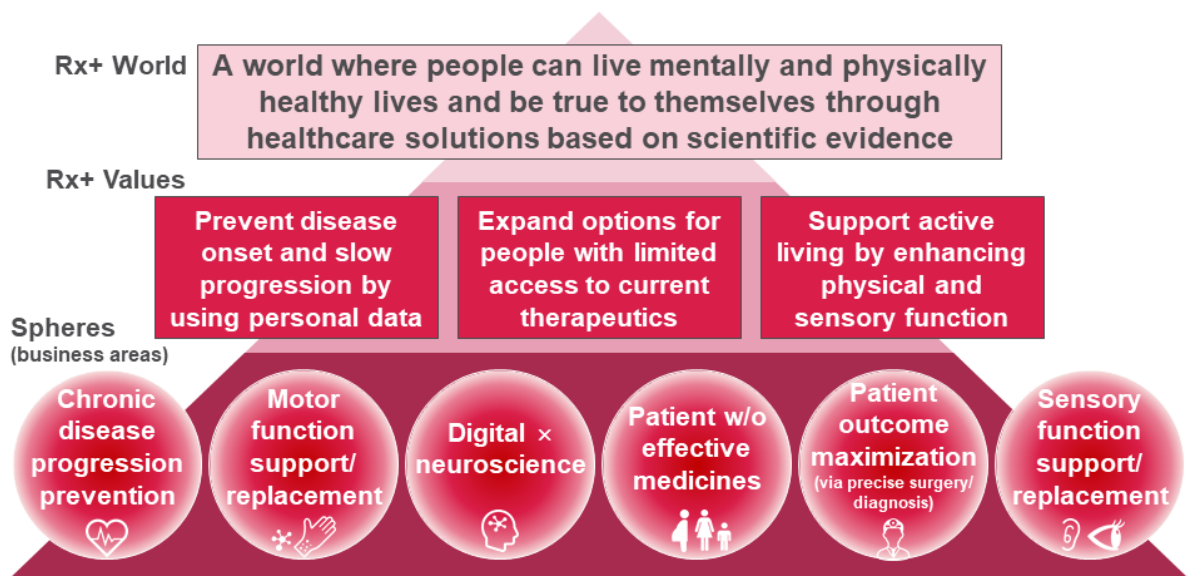 Rx+ World
A world where people can live mentally and physically
healthy lives and be true to themselves through
healthcare solutions based on scientific evidence
Rx+ Values
Prevent disease
onset and slow
progression by
using personal data
Expand options for
people with limited
access to current
therapeutics
Support active
living by enhancing
physical and
sensory function
Spheres
(business areas)
Chronic
disease
progression
prevention
Motor
function
support/
replacement
Digital ×
neuroscience
Patient w/o
effective
medicines
Patient
outcome
maximization
(via precise surgery/
diagnosis)
Sensory
function
support/
replacement